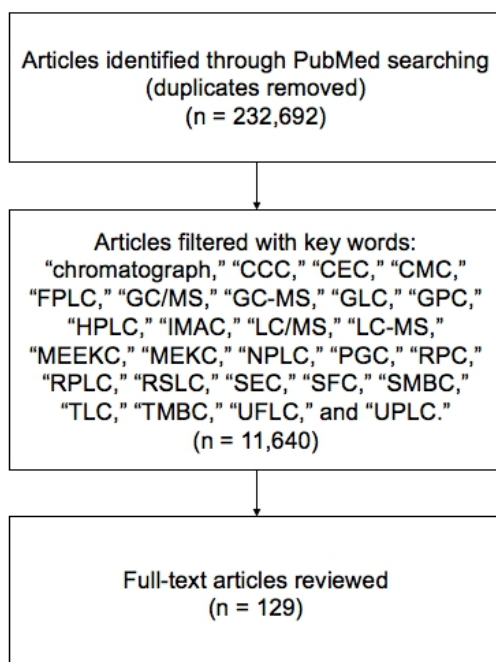 Articles identified through PubMed searching
(duplicates removed)
(n = 232,692)
Articles filtered with key words:
“chromatograph,” “CCC,” “CEC,” “CMC,”
“FPLC,” “GC/MS,” “GC-MS,” “GLC,” “GPC,”
“HPLC,” “IMAC,” “LC/MS,” “LC-MS,”
“MEEKC,” “MEKC,” “NPLC,” “PGC,” “RPC,”
“RPLC,” “RSLC,” “SEC,” “SFC,” “SMBC,”
“TLC,” “TMBC,” “UFLC,” and “UPLC.”
(n = 11,640)
Full-text articles reviewed
(n = 129)